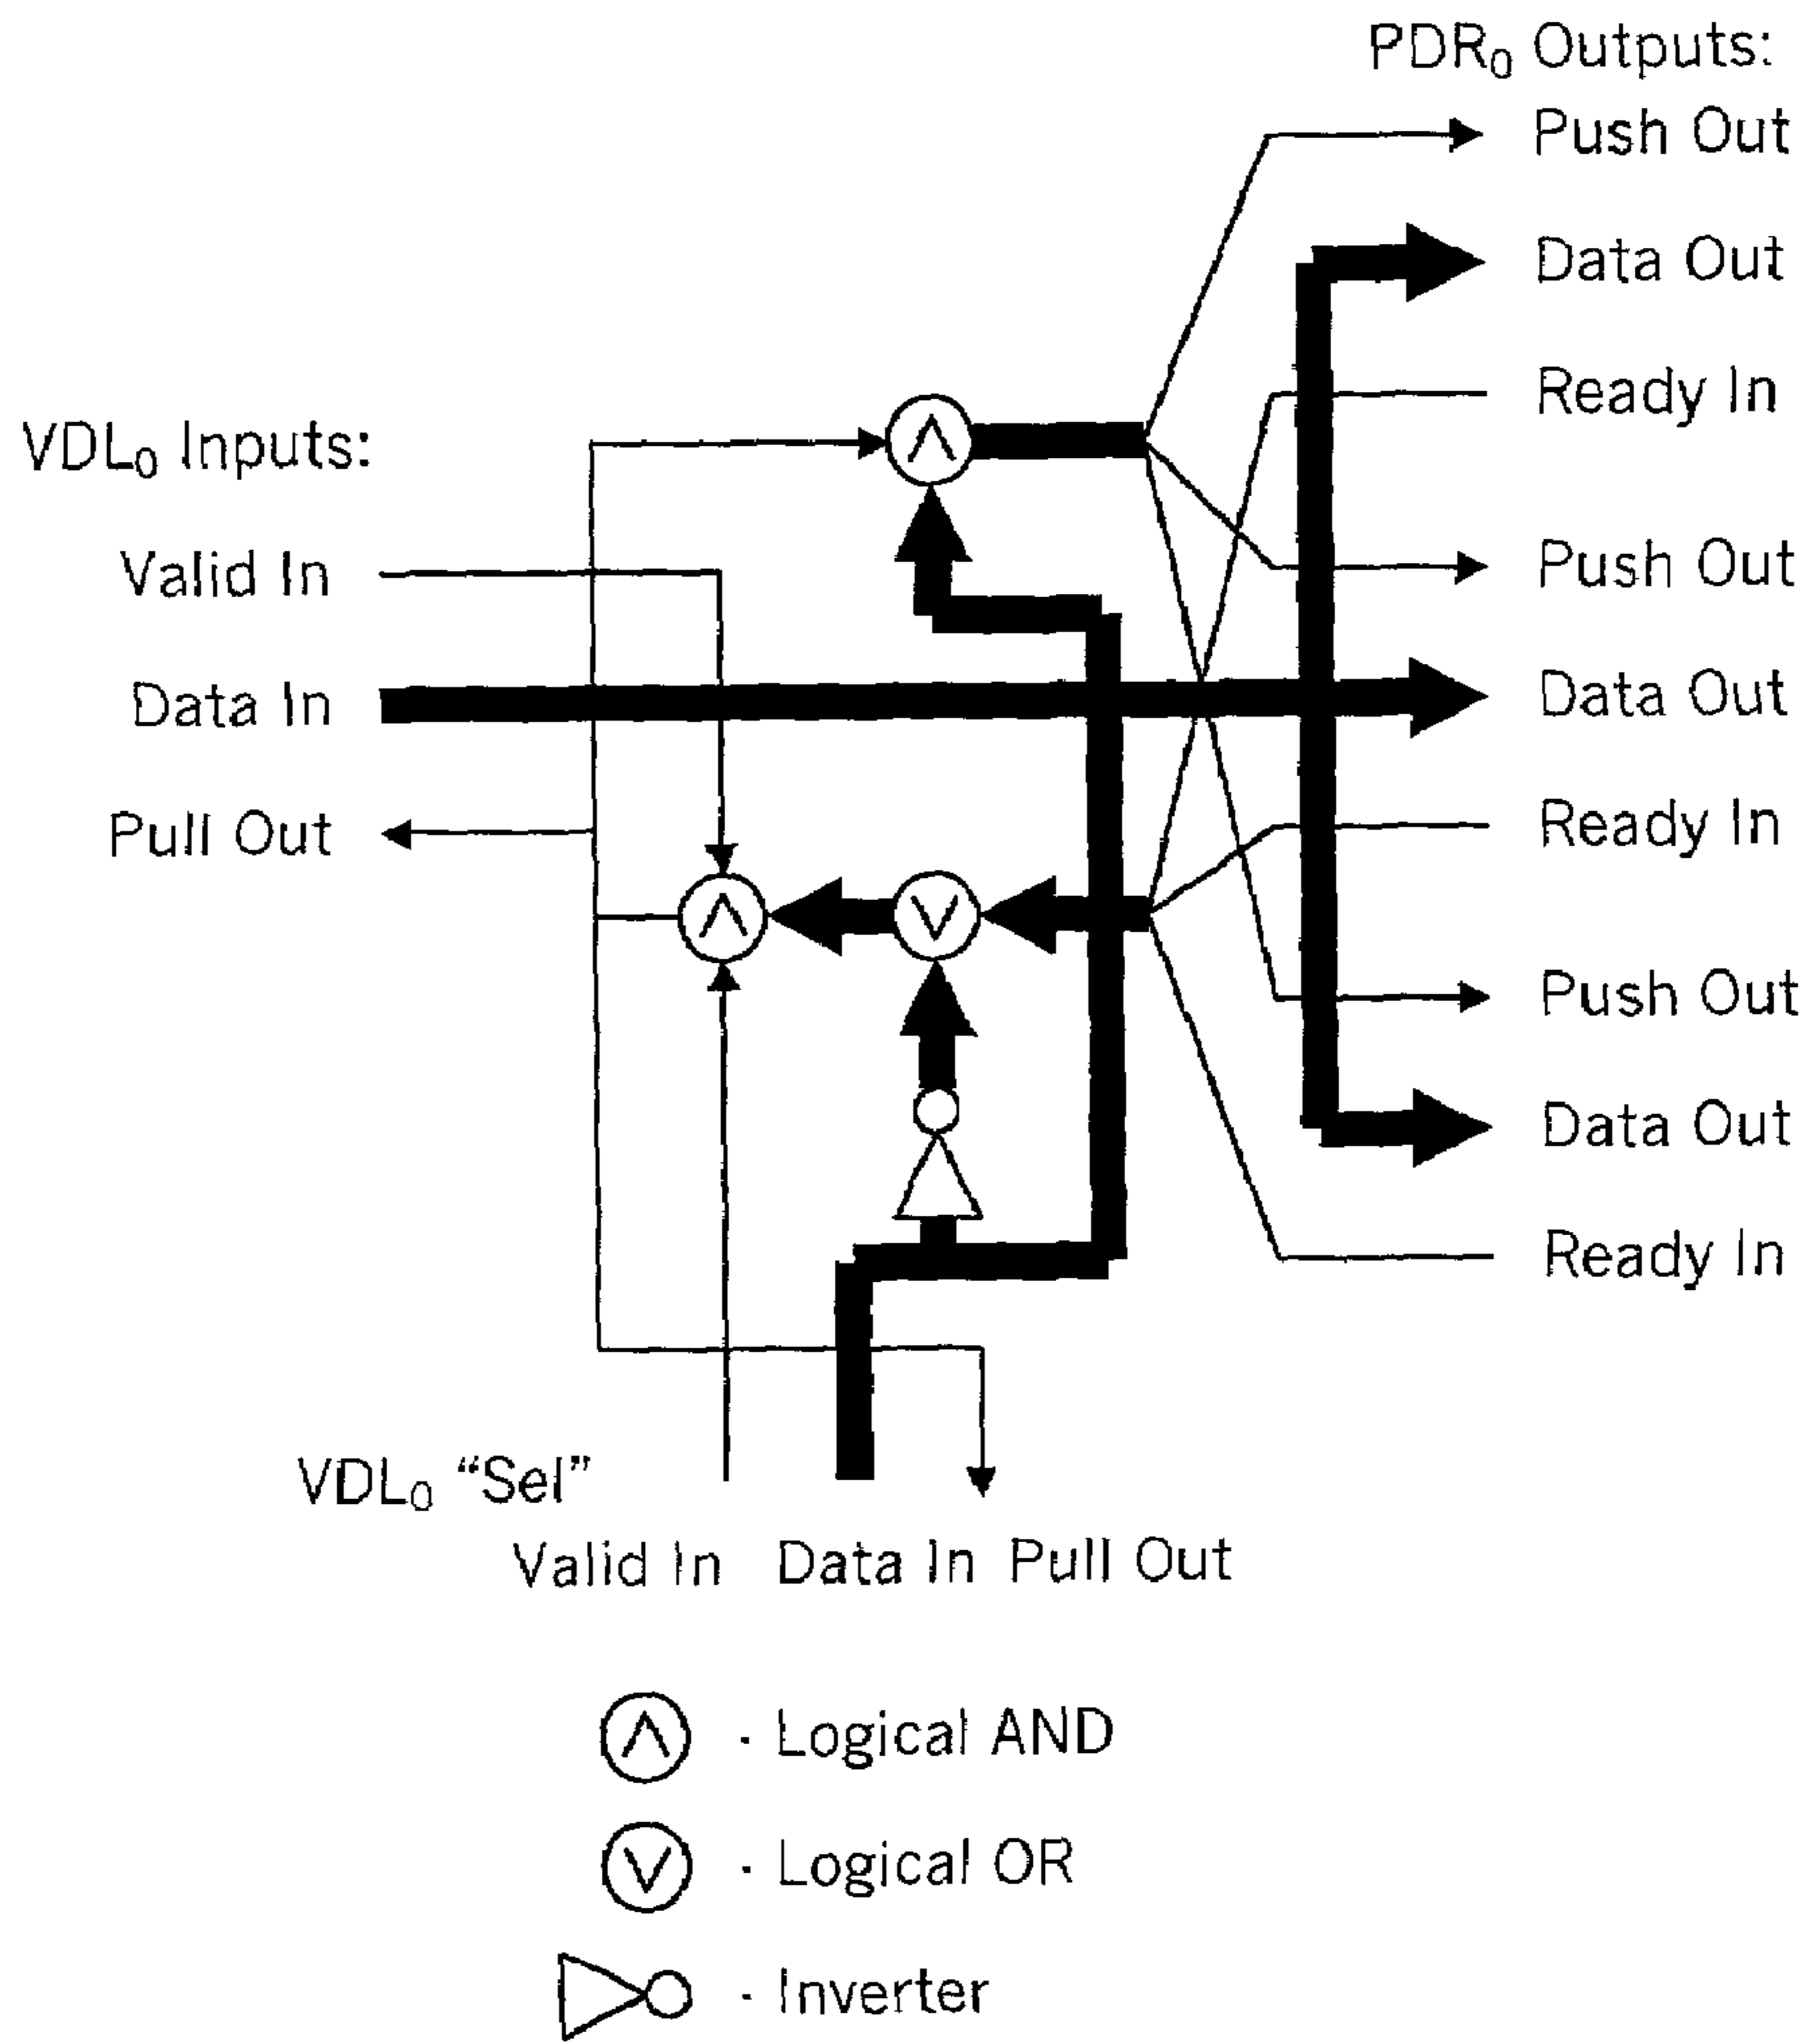 PDR₀ Outputs:
Push Out
Data Out
Ready In
VDL₀ Inputs:
Valid In
Push Out
Data In
Data Out
Pull Out
Ready In
Push Out
Data Out
Ready In
VDL₀ “Sel”
Valid In Data In Pull Out
∧ - Logical AND
∨ - Logical OR
- Inverter